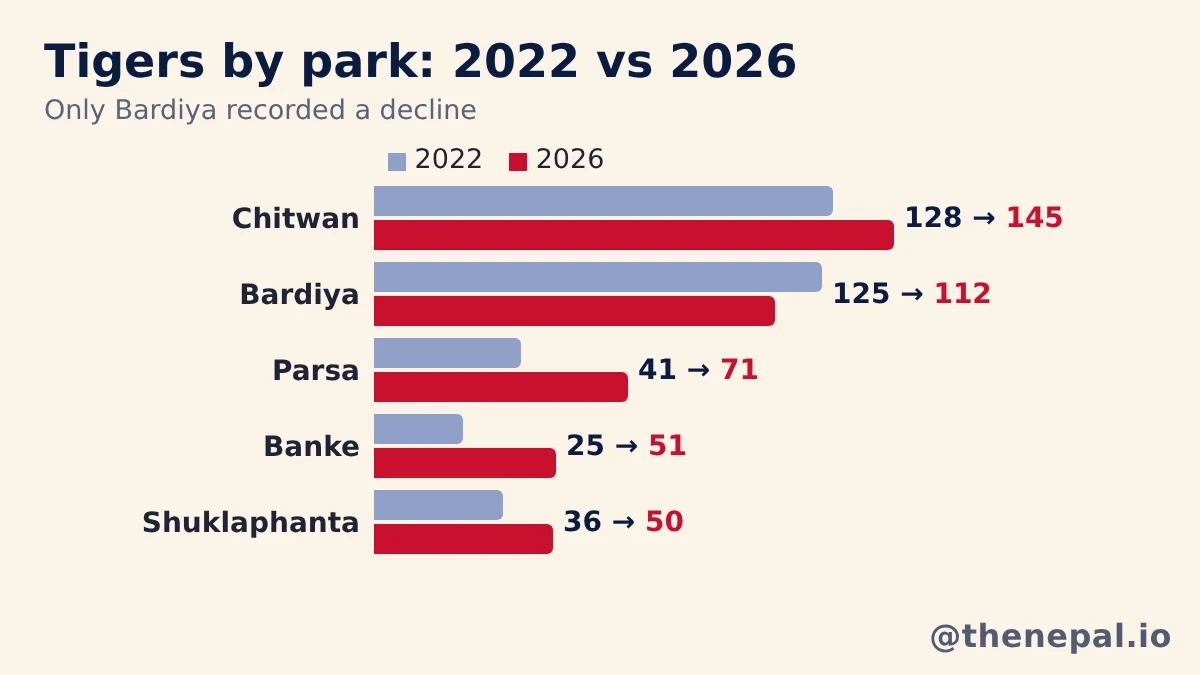 Tigers by park: 2022 vs 2026
Only Bardiya recorded a decline
2022 2026
Chitwan 128 → 145
Bardiya 125 → 112
Parsa 41 → 71
Banke 25 → 51
Shuklaphanta 36 → 50
@thenepal.io